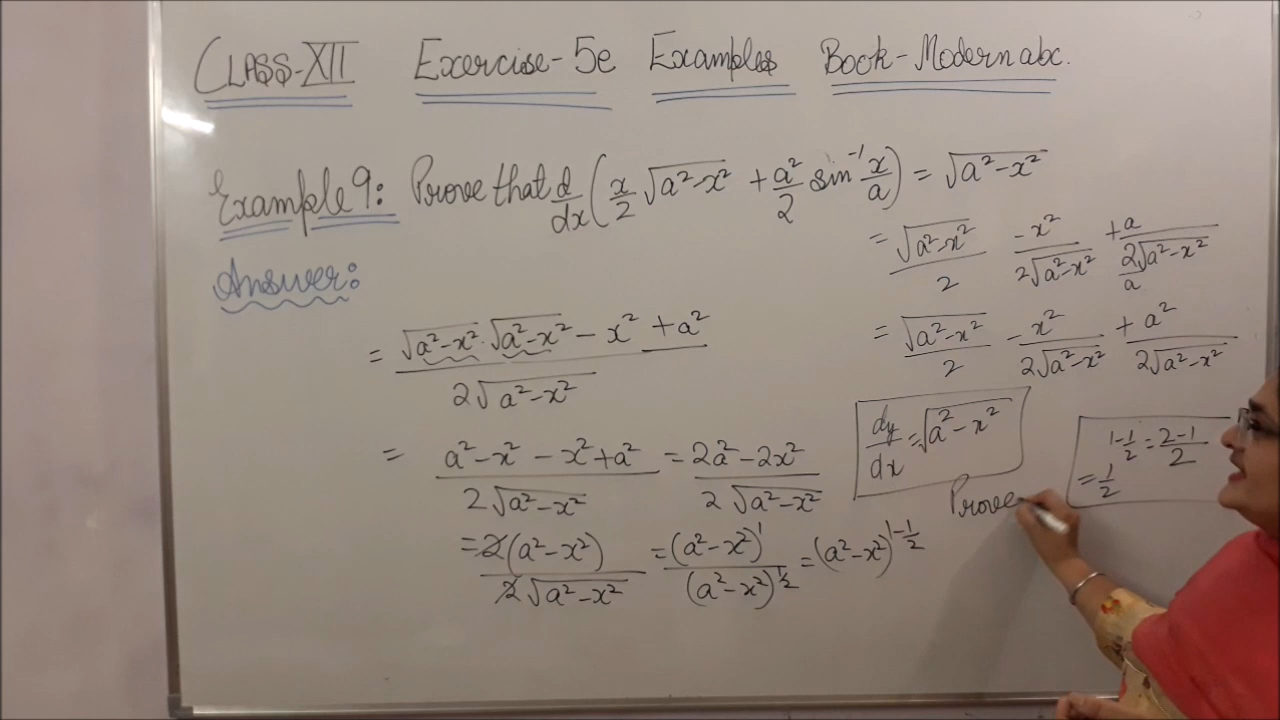 CLASS-XII Exercise-5e Examples Book-Modern abc.
Example 9: Prove that d/dx (x/2 √(a²-x²) + a²/2 sin⁻¹ x/a) = √(a²-x²)
= √(a²-x²)/2 -x²/2√(a²-x²) +a/(2√(a²-x²)/a)
Answer:
= (√(a²-x²)·√(a²-x²) - x² + a²)/2√(a²-x²)
= √(a²-x²)/2 - x²/2√(a²-x²) + a²/2√(a²-x²)
= (a²-x² - x²+a²)/2√(a²-x²) = (2a²-2x²)/2√(a²-x²)
dy/dx = √(a²-x²)
1-1/2 = (2-1)/2
= 1/2
Prove
= 2(a²-x²)/2√(a²-x²) = (a²-x²)¹/(a²-x²)^½ = (a²-x²)^(1-½)